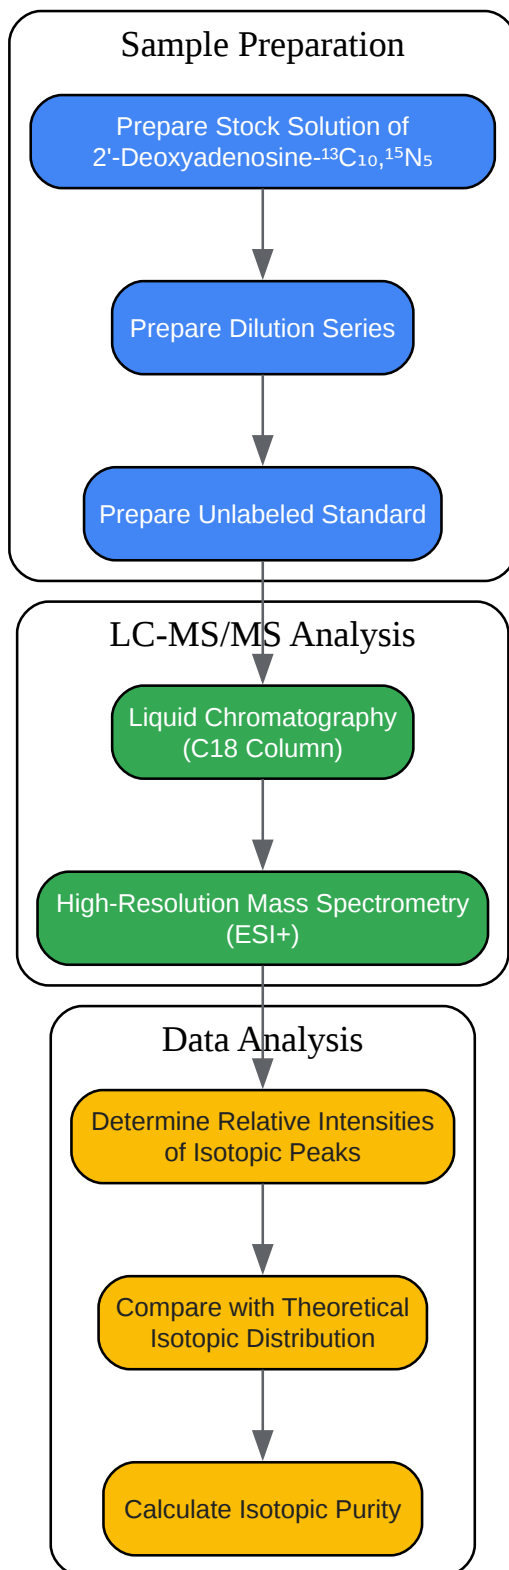 Sample Preparation
Prepare Stock Solution of
2'-Deoxyadenosine-¹³C₁₀,¹⁵N₅
Prepare Dilution Series
Prepare Unlabeled Standard
LC-MS/MS Analysis
Liquid Chromatography
(C18 Column)
High-Resolution Mass Spectrometry
(ESI+)
Data Analysis
Determine Relative Intensities
of Isotopic Peaks
Compare with Theoretical
Isotopic Distribution
Calculate Isotopic Purity